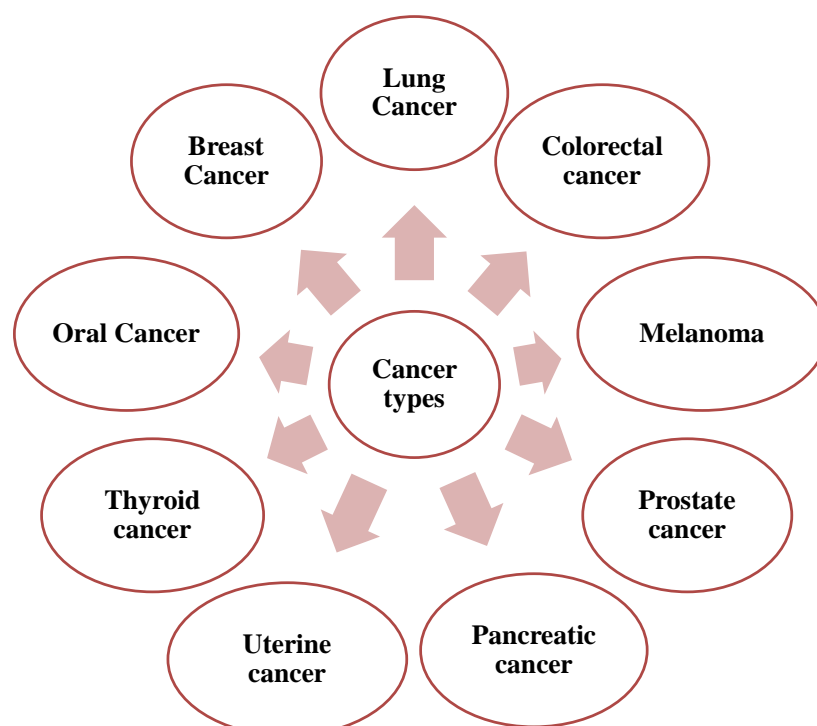 Lung
Cancer
Breast
Cancer
Colorectal
cancer
Oral Cancer
Melanoma
Cancer
types
Thyroid
cancer
Prostate
cancer
Uterine
cancer
Pancreatic
cancer